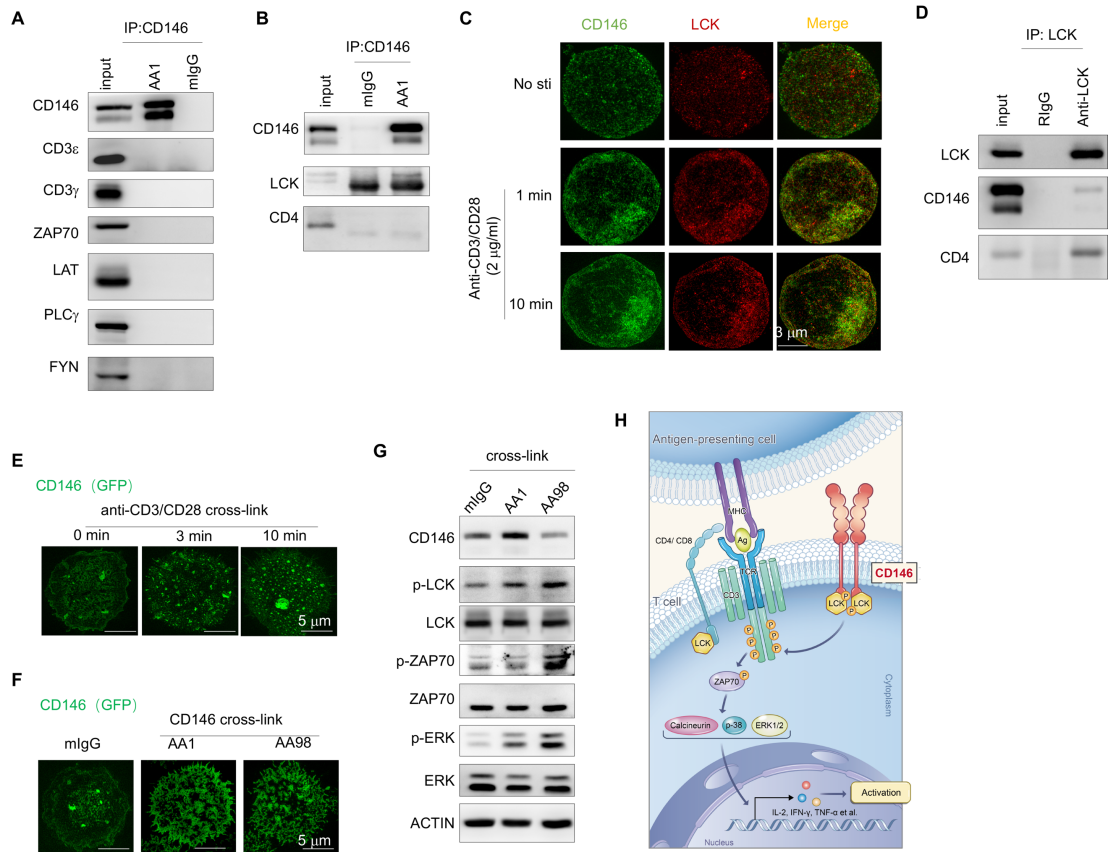 A
IP:CD146
input
AA1
mIgG
CD146
CD3ε
CD3γ
ZAP70
LAT
PLCγ
FYN
B
IP:CD146
input
mIgG
AA1
CD146
LCK
CD4
C
CD146
LCK
Merge
No sti
1 min
10 min
Anti-CD3/CD28
(2 μg/ml)
3 μm
D
IP: LCK
input
RIgG
Anti-LCK
LCK
CD146
CD4
E
CD146（GFP）
anti-CD3/CD28 cross-link
0 min
3 min
10 min
5 μm
F
CD146（GFP）
CD146 cross-link
mIgG
AA1
AA98
5 μm
G
cross-link
mIgG
AA1
AA98
CD146
p-LCK
LCK
p-ZAP70
ZAP70
p-ERK
ERK
ACTIN
H
Antigen-presenting cell
MHC
Ag
CD4/ CD8
TCR
CD3
T cell
CD146
LCK
P
LCK
P
LCK
P
P
P
P
P
P
ZAP70
P
Cytoplasm
Calcineurin
p-38
ERK1/2
Activation
IL-2, IFN-γ, TNF-α et al.
Nucleus